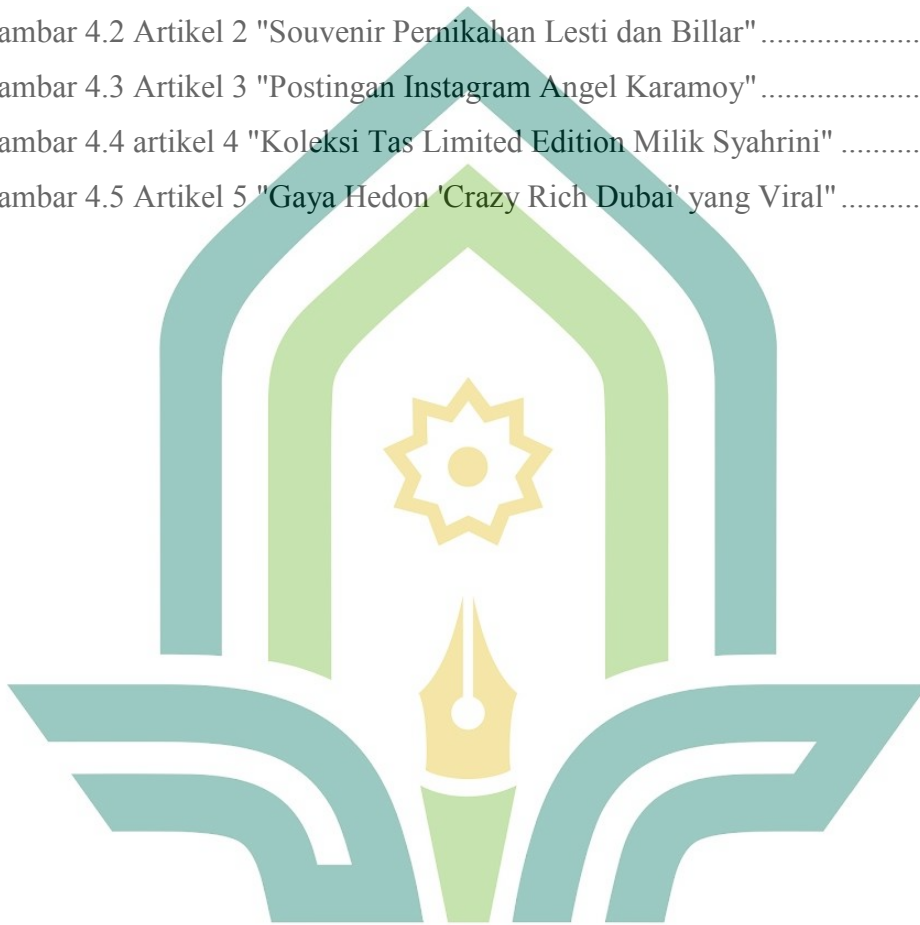 ambar 4.2 Artikel 2 "Souvenir Pernikahan Lesti dan Billar" ....................
ambar 4.3 Artikel 3 "Postingan Instagram Angel Karamoy" ....................
ambar 4.4 artikel 4 "Koleksi Tas Limited Edition Milik Syahrini" ..........
ambar 4.5 Artikel 5 "Gaya Hedon 'Crazy Rich Dubai' yang Viral" ..........